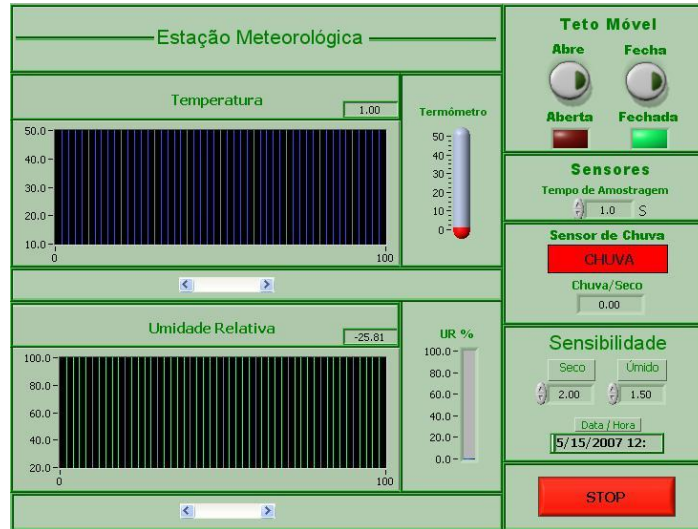 Estação Meteorológica
Temperatura
1.00
50.0
40.0
30.0
20.0
10.0
0
100
Termómetro
50
40
30
20
10
0
Umidade Relativa
-25.81
100.0
80.0
60.0
40.0
20.0
0
100
UR %
100.0
80.0
60.0
40.0
20.0
0.0
Teto Móvel
Abre Fecha
Aberta Fechada
Sensores
Tempo de Amostragem
1.0 S
Sensor de Chuva
CHUVA
Chuva/Seco
0.00
Sensibilidade
Seco Úmido
2.00 1.50
Data / Hora
5/15/2007 12:
STOP